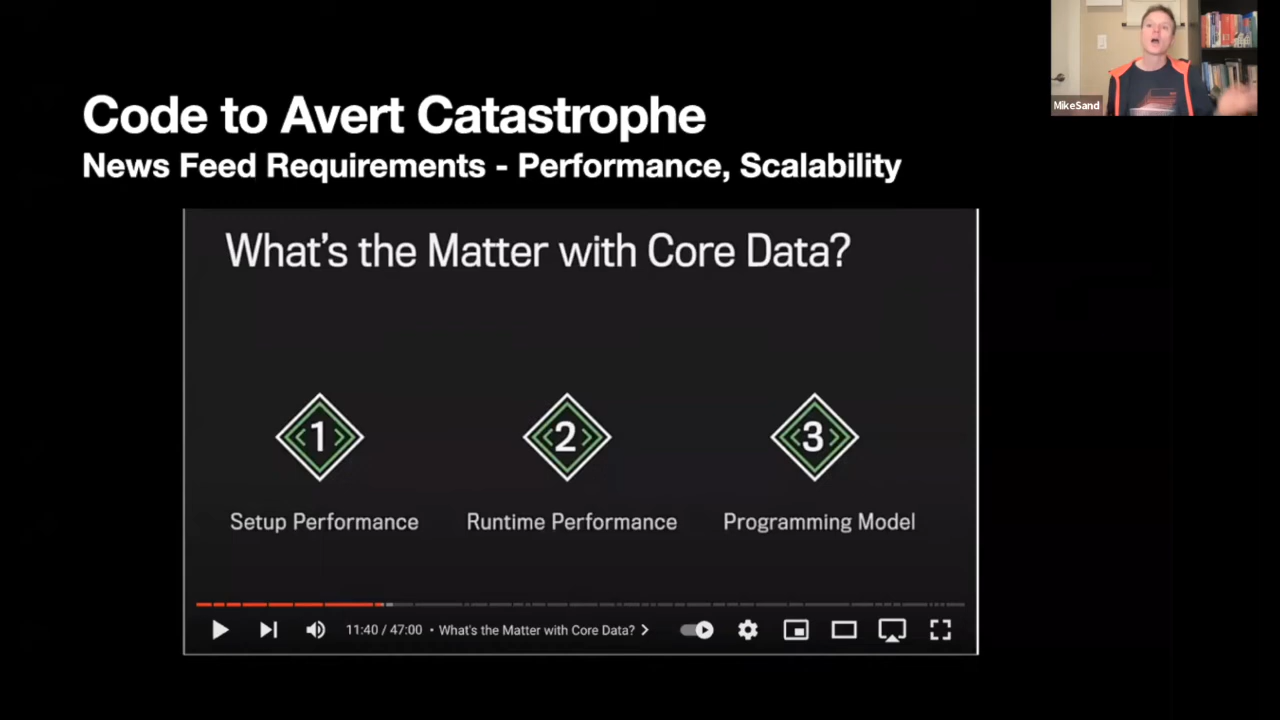 Code to Avert Catastrophe
News Feed Requirements - Performance, Scalability
MikeSand
What's the Matter with Core Data?
1
2
3
Setup Performance
Runtime Performance
Programming Model
11:40 / 47:00 • What's the Matter with Core Data?